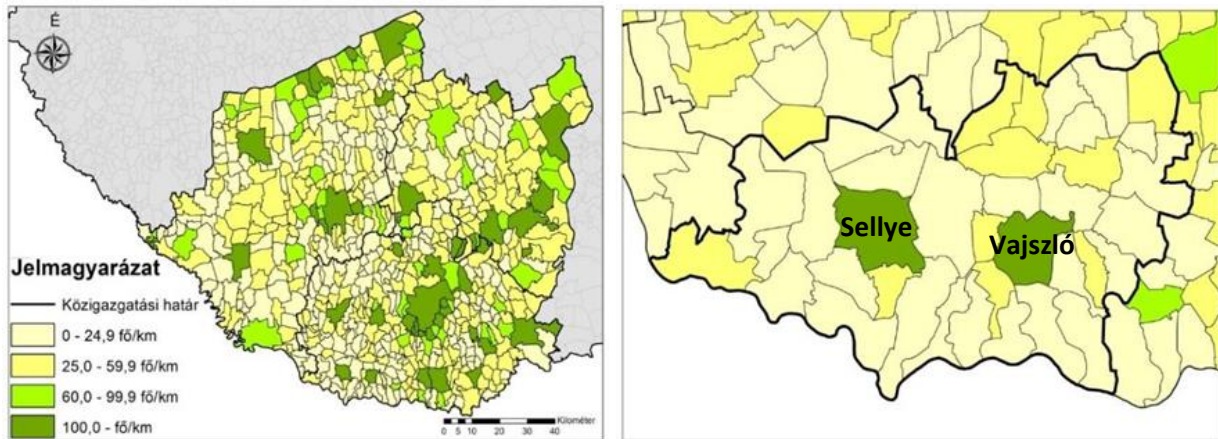 É
Jelmagyarázat
Közigazgatási határ
0 - 24,9 fő/km
25,0 - 59,9 fő/km
60,0 - 99,9 fő/km
100,0 - fő/km
Kilométer
0 5 10 20 30 40
Sellye
Vajszló